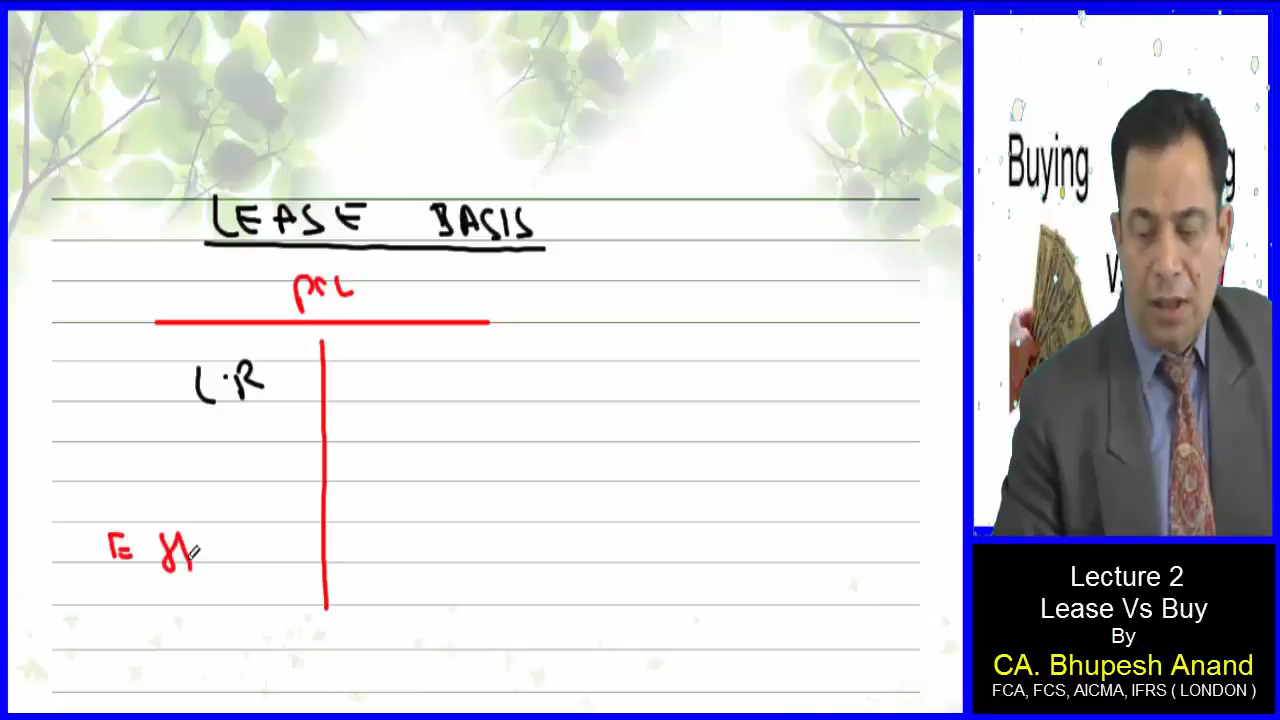 LEASE BASIS
P&L
L.R
E
Buying
g
V
Lecture 2
Lease Vs Buy
By
CA. Bhupesh Anand
FCA, FCS, AICMA, IFRS ( LONDON )